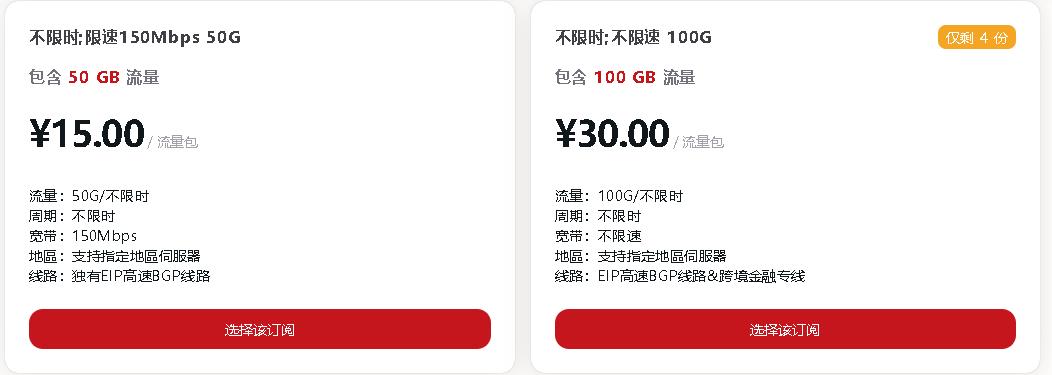 不限时;限速150Mbps 50G
包含 50 GB 流量
¥15.00 / 流量包
流量：50G/不限时
周期：不限时
宽带：150Mbps
地區：支持指定地區伺服器
线路：独有EIP高速BGP线路
选择该订阅
不限时;不限速 100G
仅剩 4 份
包含 100 GB 流量
¥30.00 / 流量包
流量：100G/不限时
周期：不限时
宽带：不限速
地區：支持指定地區伺服器
线路：EIP高速BGP线路&跨境金融专线
选择该订阅